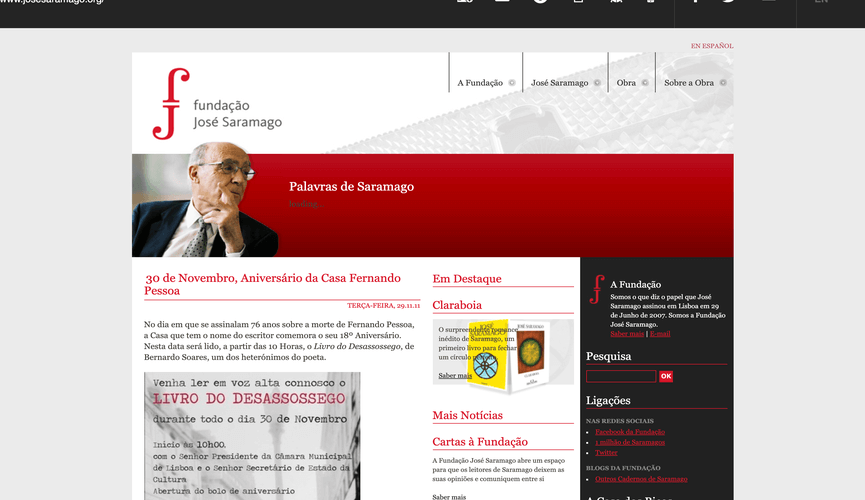 www.josesaramago.org/
EN
EN ESPAÑOL
A Fundação
José Saramago
Obra
Sobre a Obra
fundação
José Saramago
Palavras de Saramago
loading...
30 de Novembro, Aniversário da Casa Fernando
Pessoa
TERÇA-FEIRA, 29.11.11
No dia em que se assinalam 76 anos sobre a morte de Fernando Pessoa,
a Casa que tem o nome do escritor comemora o seu 18º Aniversário.
Nesta data será lido, a partir das 10 Horas, o Livro do Desassossego, de
Bernardo Soares, um dos heterónimos do poeta.
Venha ler em voz alta connosco o
LIVRO DO DESASSOSSEGO
durante todo o dia 30 de Novembro
Início às 10h00.
com o Senhor Presidente da Câmara Municipal
de Lisboa e o Senhor Secretário de Estado da
Cultura
Abertura do bolo de aniversário
Em Destaque
Claraboia
O surpreendente romance
inédito de Saramago, um
primeiro livro para fechar
um círculo
Saber mais
JOSÉ
SARAMAGO
JOSÉ
SARAMAGO
Mais Notícias
Cartas à Fundação
A Fundação José Saramago abre um espaço
para que os leitores de Saramago deixem as
suas opiniões e comuniquem entre si
Saber mais
A Fundação
Somos o que diz o papel que José
Saramago assinou em Lisboa em 29
de Junho de 2007. Somos a Fundação
José Saramago.
Saber mais | E-mail
Pesquisa
OK
Ligações
NAS REDES SOCIAIS
Facebook da Fundação
1 milhão de Saramagos
Twitter
BLOGS DA FUNDAÇÃO
Outros Cadernos de Saramago
A Casa dos Bicos